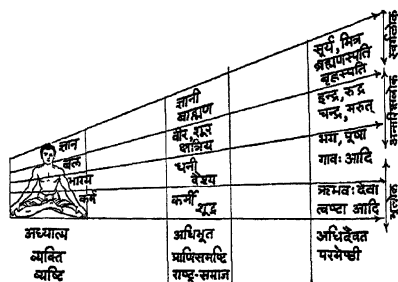 ज्ञान
बल
भाग्य
कर्म
अध्यात्म
व्यक्ति
व्यष्टि
ज्ञानी
ब्राह्मण
वीर, शूर
क्षत्रिय
धनी
वैश्य
कर्मी
शूद्र
अधिभूत
प्राणिसमष्टि
राष्ट्र-समाज
सूर्य, मित्र
ब्रह्मणस्पति
बृहस्पति
इन्द्र, रुद्र
चन्द्र, मरुत्
भग, पूषा
गावः आदि
ऋभवः देवा
त्वष्टा आदि
अधिदैवत
परमेष्ठी
स्वर्गलोक
अन्तरिक्षलोक
भूलोक